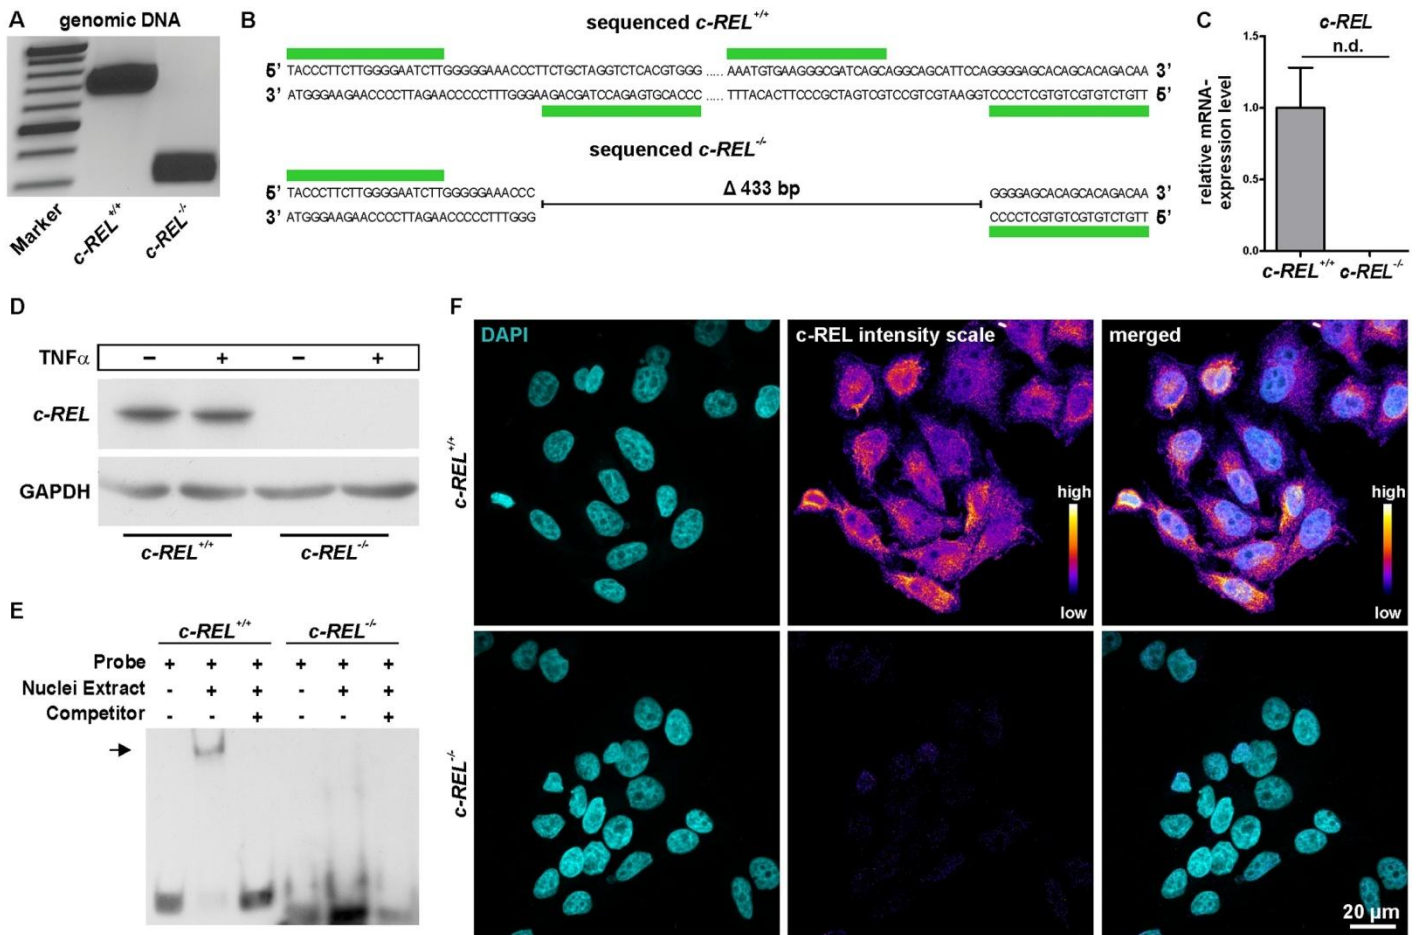 A
genomic DNA
Marker
c-REL+/+
c-REL-/-
B
sequenced c-REL+/+
5' TACCCTTCTTGGGGAATCTTGGGGGAAACCCTTCTGCTAGGTCTCACGTGGG ..... AAATGTGAAGGGCGATCAGCAGGCAGCATTCCAGGGGAGCACAGCACAGACAA 3'
3' ATGGGAAGAACCCCTTAGAACCCCCTTTGGGAAGACGATCCAGAGTGCACCC ..... TTTACACTTCCCGCTAGTCGTCCGTCGTAAGGTCCCCTCGTGTCGTGTCTGTT 5'
sequenced c-REL-/-
5' TACCCTTCTTGGGGAATCTTGGGGGAAACCC Δ 433 bp GGGGAGCACAGCACAGACAA 3'
3' ATGGGAAGAACCCCTTAGAACCCCCTTTGGG CCCCTCGTGTCGTGTCTGTT 5'
C
c-REL
n.d.
relative mRNA-
expression level
1.5
1.0
0.5
0.0
c-REL+/+ c-REL-/-
D
TNFα – + – +
c-REL
GAPDH
c-REL+/+ c-REL-/-
E
c-REL+/+ c-REL-/-
Probe + + + + + +
Nuclei Extract - + + - + +
Competitor - - + - - +
F
DAPI
c-REL intensity scale
merged
c-REL+/+
high
low
high
low
c-REL-/-
20 µm